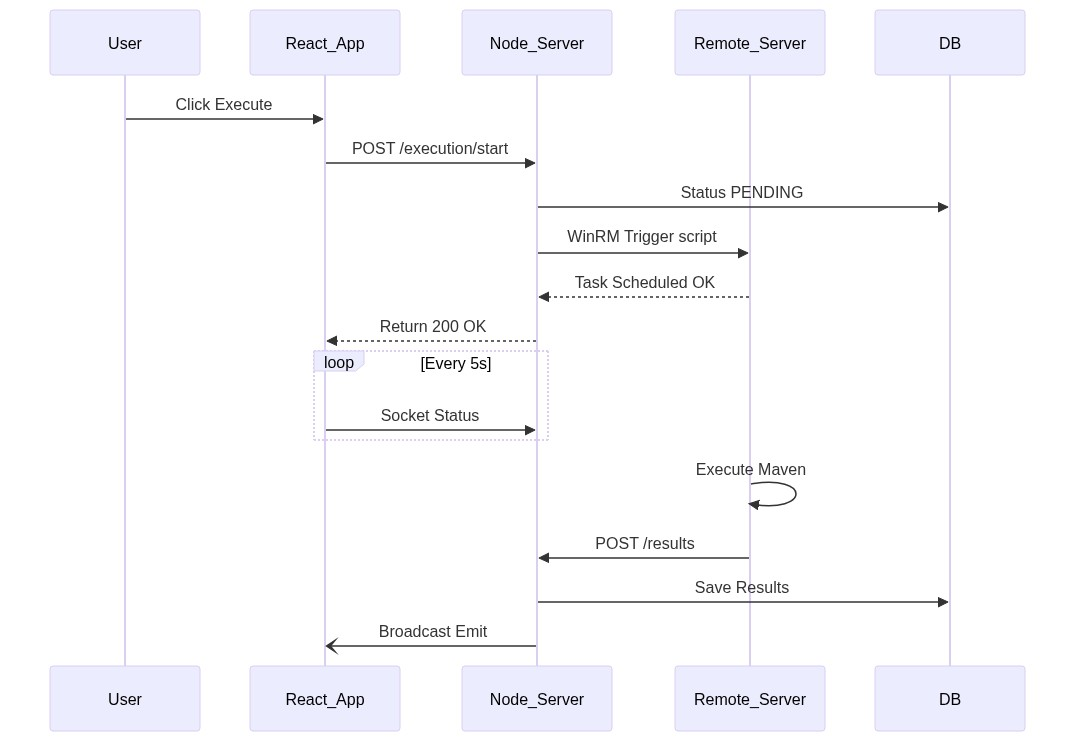 User
React_App
Node_Server
Remote_Server
DB
Click Execute
POST /execution/start
Status PENDING
WinRM Trigger script
Task Scheduled OK
Return 200 OK
loop
[Every 5s]
Socket Status
Execute Maven
POST /results
Save Results
Broadcast Emit
User
React_App
Node_Server
Remote_Server
DB